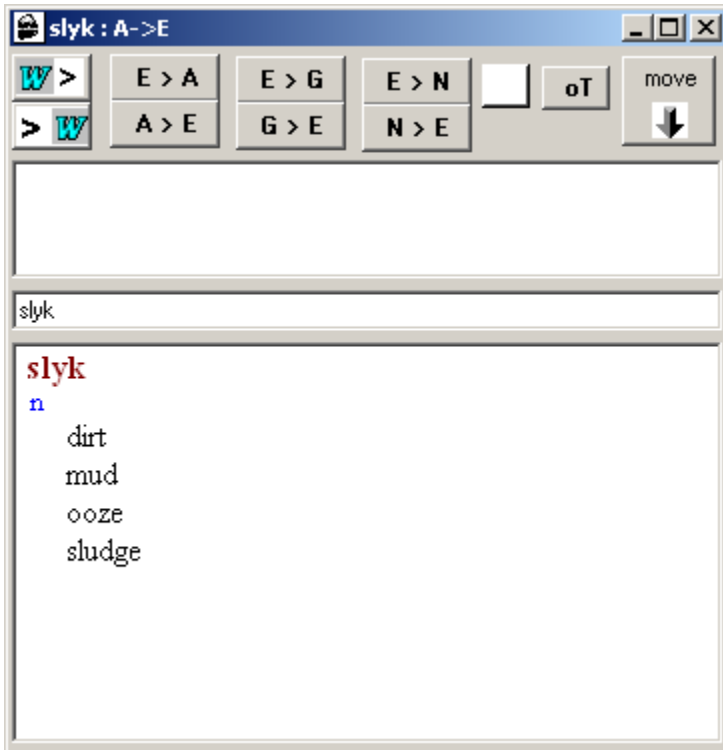 slyk : A->E
W > E > A E > G E > N oT move
> W A > E G > E N > E
slyk
slyk
n
dirt
mud
ooze
sludge